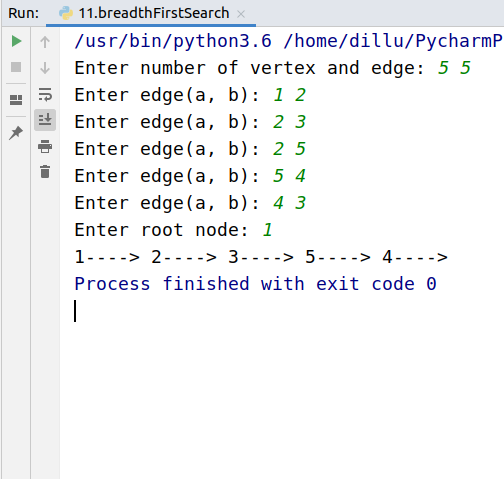 Run: 11.breadthFirstSearch
/usr/bin/python3.6 /home/dillu/PycharmP
Enter number of vertex and edge: 5 5
Enter edge(a, b): 1 2
Enter edge(a, b): 2 3
Enter edge(a, b): 2 5
Enter edge(a, b): 5 4
Enter edge(a, b): 4 3
Enter root node: 1
1----> 2----> 3----> 5----> 4---->
Process finished with exit code 0